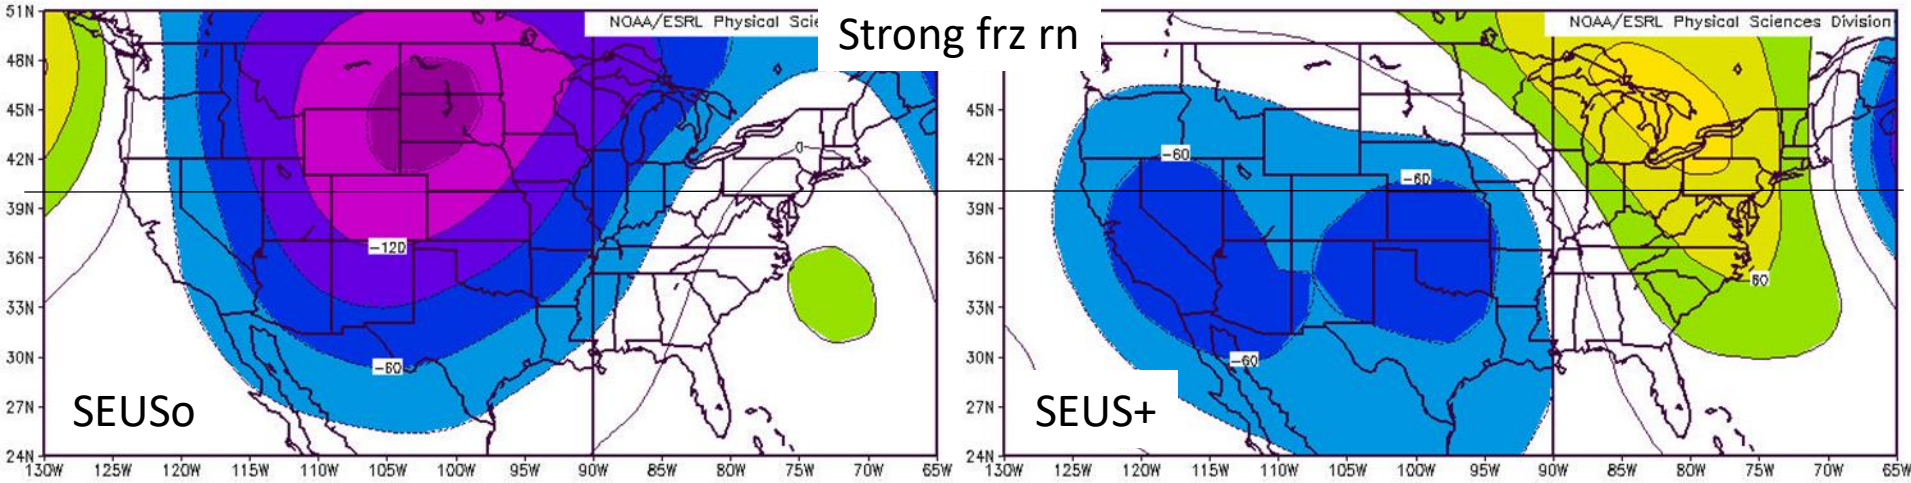 Strong frz rn
NOAA/ESRL Physical Scie
51N
48N
45N
42N
39N
36N
33N
30N
27N
24N
0
-120
-60
SEUSo
130W 125W 120W 115W 110W 105W 100W 95W 90W 85W 80W 75W 70W 65W
NOAA/ESRL Physical Sciences Division
45N
42N
39N
36N
33N
30N
27N
24N
-60
-60
60
-60
SEUS+
130W 125W 120W 115W 110W 105W 100W 95W 90W 85W 80W 75W 70W 65W